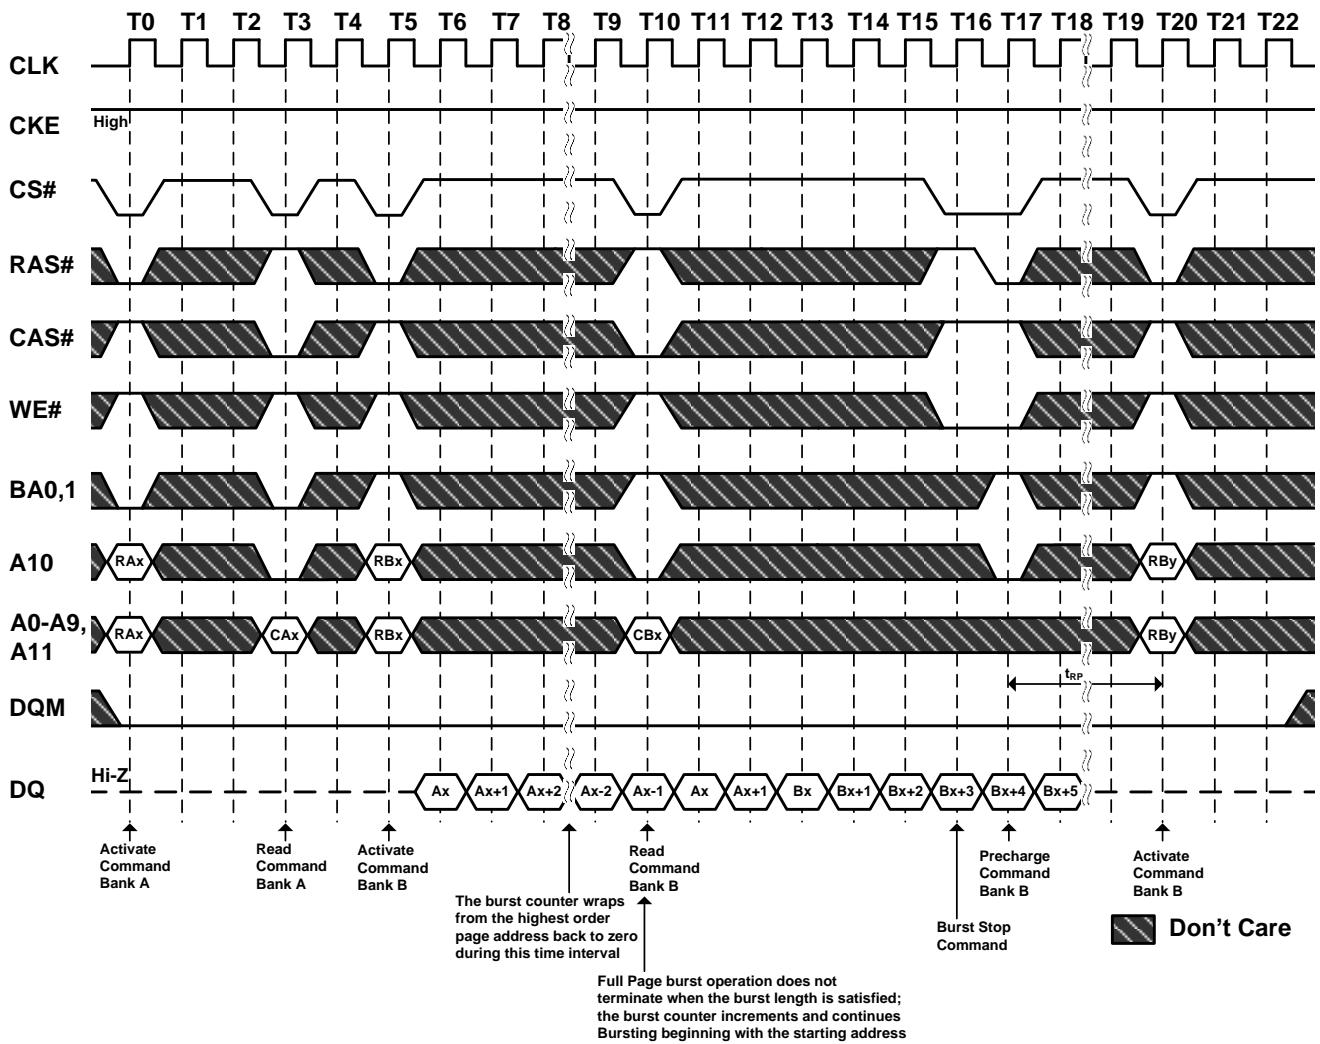 T0 T1 T2 T3 T4 T5 T6 T7 T8 T9 T10 T11 T12 T13 T14 T15 T16 T17 T18 T19 T20 T21 T22
CLK
CKE High
CS#
RAS#
CAS#
WE#
BA0,1
A10 RAx RBx RBy
A0-A9,
A11 RAx CAx RBx CBx RBy
tRP
DQM
DQ Hi-Z Ax Ax+1 Ax+2 Ax-2 Ax-1 Ax Ax+1 Bx Bx+1 Bx+2 Bx+3 Bx+4 Bx+5
Activate
Command
Bank A
Read
Command
Bank A
Activate
Command
Bank B
The burst counter wraps
from the highest order
page address back to zero
during this time interval
Read
Command
Bank B
Full Page burst operation does not
terminate when the burst length is satisfied;
the burst counter increments and continues
Bursting beginning with the starting address
Burst Stop
Command
Precharge
Command
Bank B
Activate
Command
Bank B
Don't Care